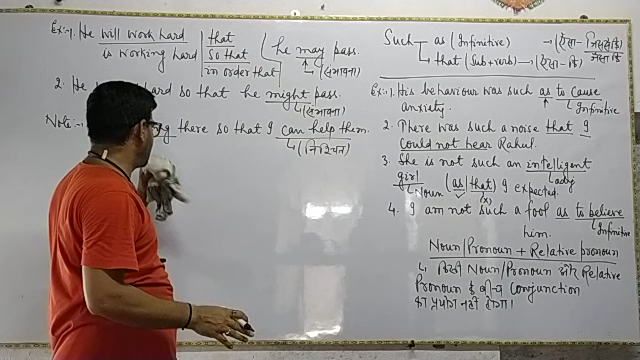 Ex:-1. He will work hard | that
is working hard | so that | he may pass.
in order that (संभावना)
2. He hard so that he might pass.
(संभावना)
Note:- there so that I can help them.
(निश्चित)
Such as (Infinitive) → (ऐसा - जिससे कि
जैसा कि
that (Sub+verb) → (ऐसा - कि)
Ex:-1. His behaviour was such as to cause
anxiety. Infinitive
2. There was such a noise that I
could not hear Rahul.
3. She is not such an intelligent
girl (as/that) I expected.
Noun (x) ady
4. I am not such a fool as to believe
him. Infinitive
Noun/Pronoun + Relative pronoun
किसी Noun/Pronoun और Relative
Pronoun के बीच Conjunction
का प्रयोग नहीं होगा।